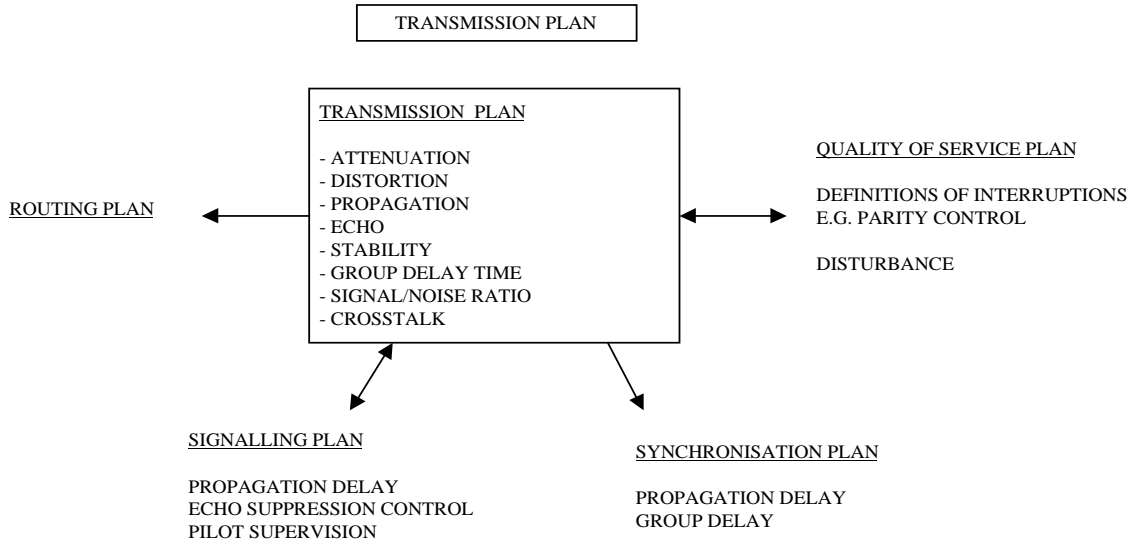 TRANSMISSION PLAN
TRANSMISSION PLAN
- ATTENUATION
- DISTORTION
- PROPAGATION
- ECHO
- STABILITY
- GROUP DELAY TIME
- SIGNAL/NOISE RATIO
- CROSSTALK
QUALITY OF SERVICE PLAN
DEFINITIONS OF INTERRUPTIONS
E.G. PARITY CONTROL
DISTURBANCE
ROUTING PLAN
SIGNALLING PLAN
PROPAGATION DELAY
ECHO SUPPRESSION CONTROL
PILOT SUPERVISION
SYNCHRONISATION PLAN
PROPAGATION DELAY
GROUP DELAY